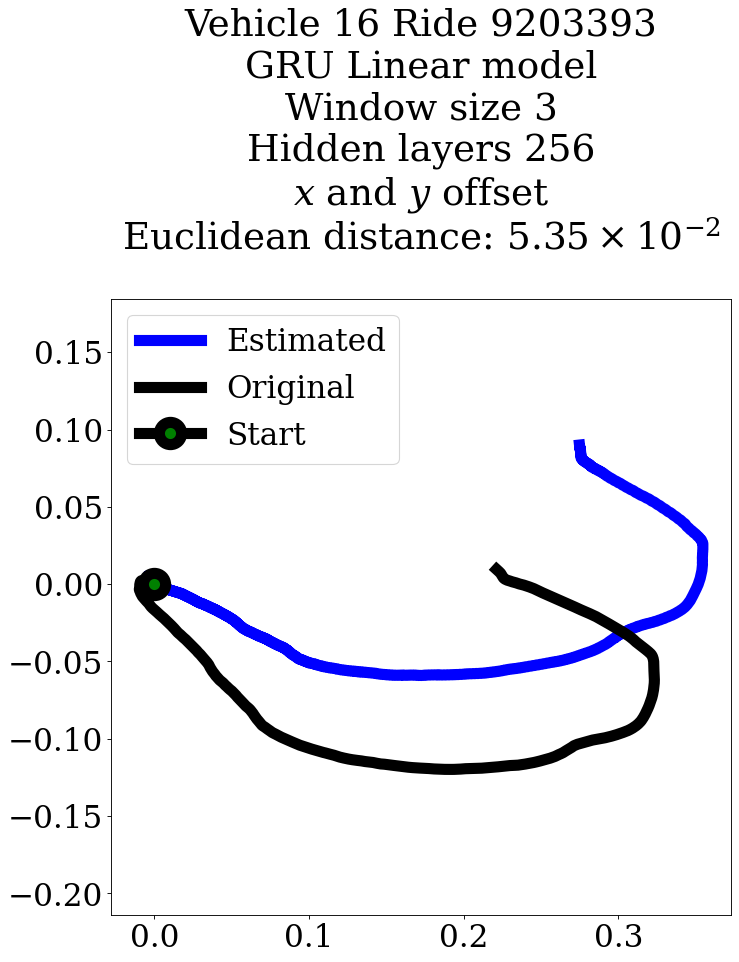 Vehicle 16 Ride 9203393
GRU Linear model
Window size 3
Hidden layers 256
x and y offset
Euclidean distance: 5.35 × 10⁻²
Estimated
Original
Start
0.15
0.10
0.05
0.00
−0.05
−0.10
−0.15
−0.20
0.0 0.1 0.2 0.3